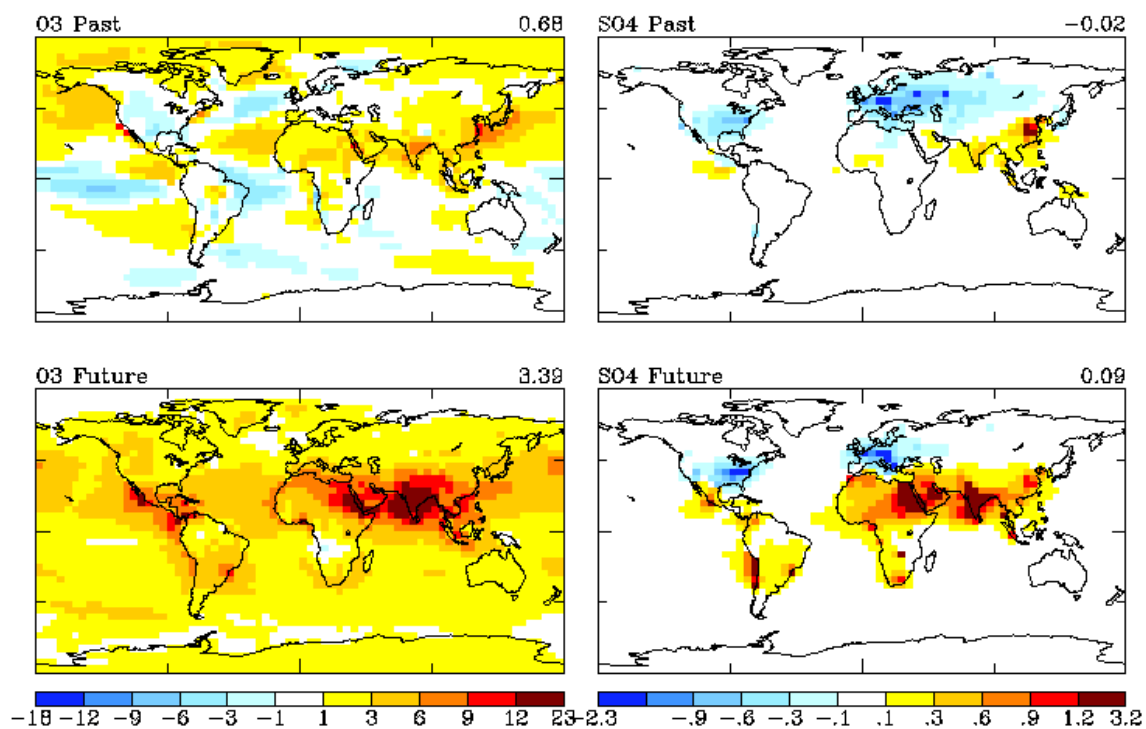 O3 Past 0.68
SO4 Past -0.02
O3 Future 3.39
SO4 Future 0.09
-18 -12 -9 -6 -3 -1 1 3 6 9 12 23
-2.3 -.9 -.6 -.3 -.1 .1 .3 .6 .9 1.2 3.2